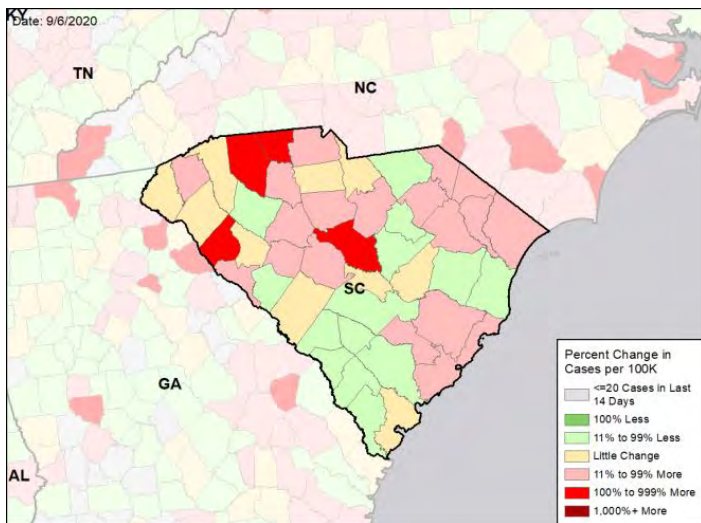 KY
Date: 9/6/2020
TN
NC
SC
GA
AL
Percent Change in
Cases per 100K
<=20 Cases in Last
14 Days
100% Less
11% to 99% Less
Little Change
11% to 99% More
100% to 999% More
1,000%+ More